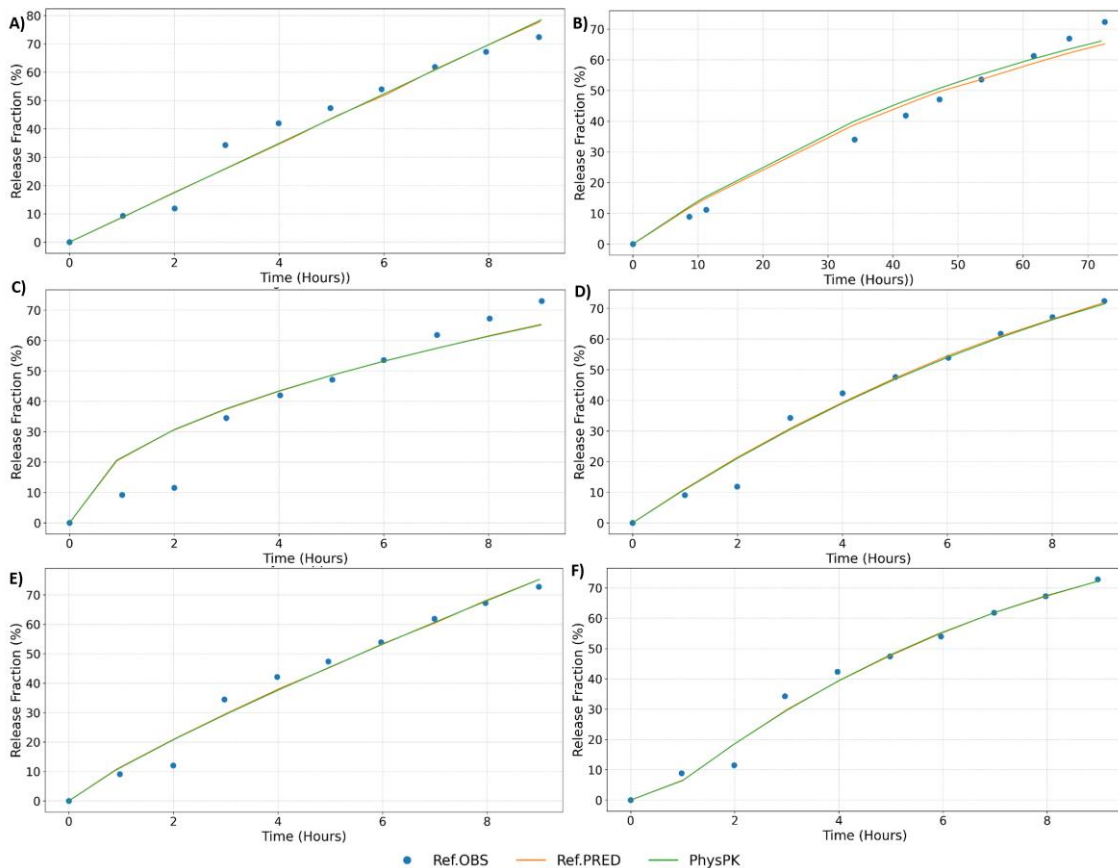 A)
Release Fraction (%)
80
70
60
50
40
30
20
10
0
0 2 4 6 8
Time (Hours))
B)
Release Fraction (%)
70
60
50
40
30
20
10
0
0 10 20 30 40 50 60 70
Time (Hours))
C)
Release Fraction (%)
70
60
50
40
30
20
10
0
0 2 4 6 8
Time (Hours)
D)
Release Fraction (%)
70
60
50
40
30
20
10
0
0 2 4 6 8
Time (Hours)
E)
Release Fraction (%)
70
60
50
40
30
20
10
0
0 2 4 6 8
Time (Hours)
F)
Release Fraction (%)
70
60
50
40
30
20
10
0
0 2 4 6 8
Time (Hours)
Ref.OBS Ref.PRED PhysPK